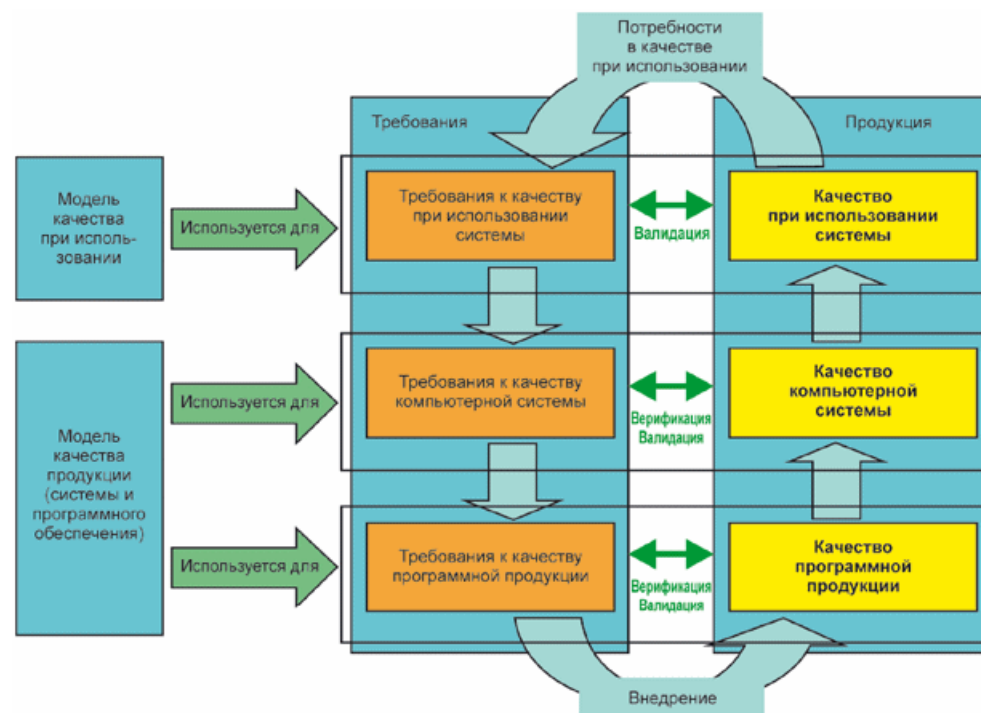 Потребности
в качестве
при использовании
Требования
Продукция
Модель
качества
при исполь-
зовании
Используется для
Требования к качеству
при использовании
системы
Валидация
Качество
при использовании
системы
Модель
качества
продукции
(системы и
программного
обеспечения)
Используется для
Требования к качеству
компьютерной системы
Верификация
Валидация
Качество
компьютерной
системы
Используется для
Требования к качеству
программной продукции
Верификация
Валидация
Качество
программной
продукции
Внедрение